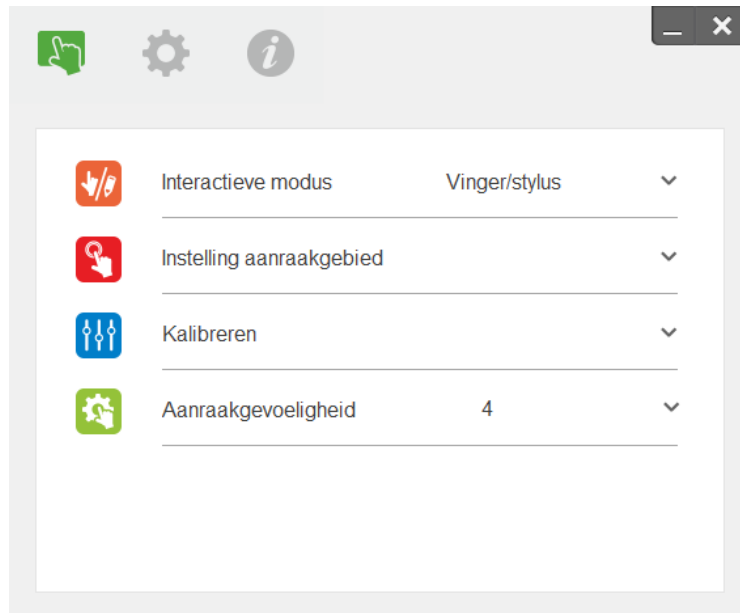 Interactieve modus Vinger/stylus
Instelling aanraakgebied
Kalibreren
Aanraakgevoeligheid 4